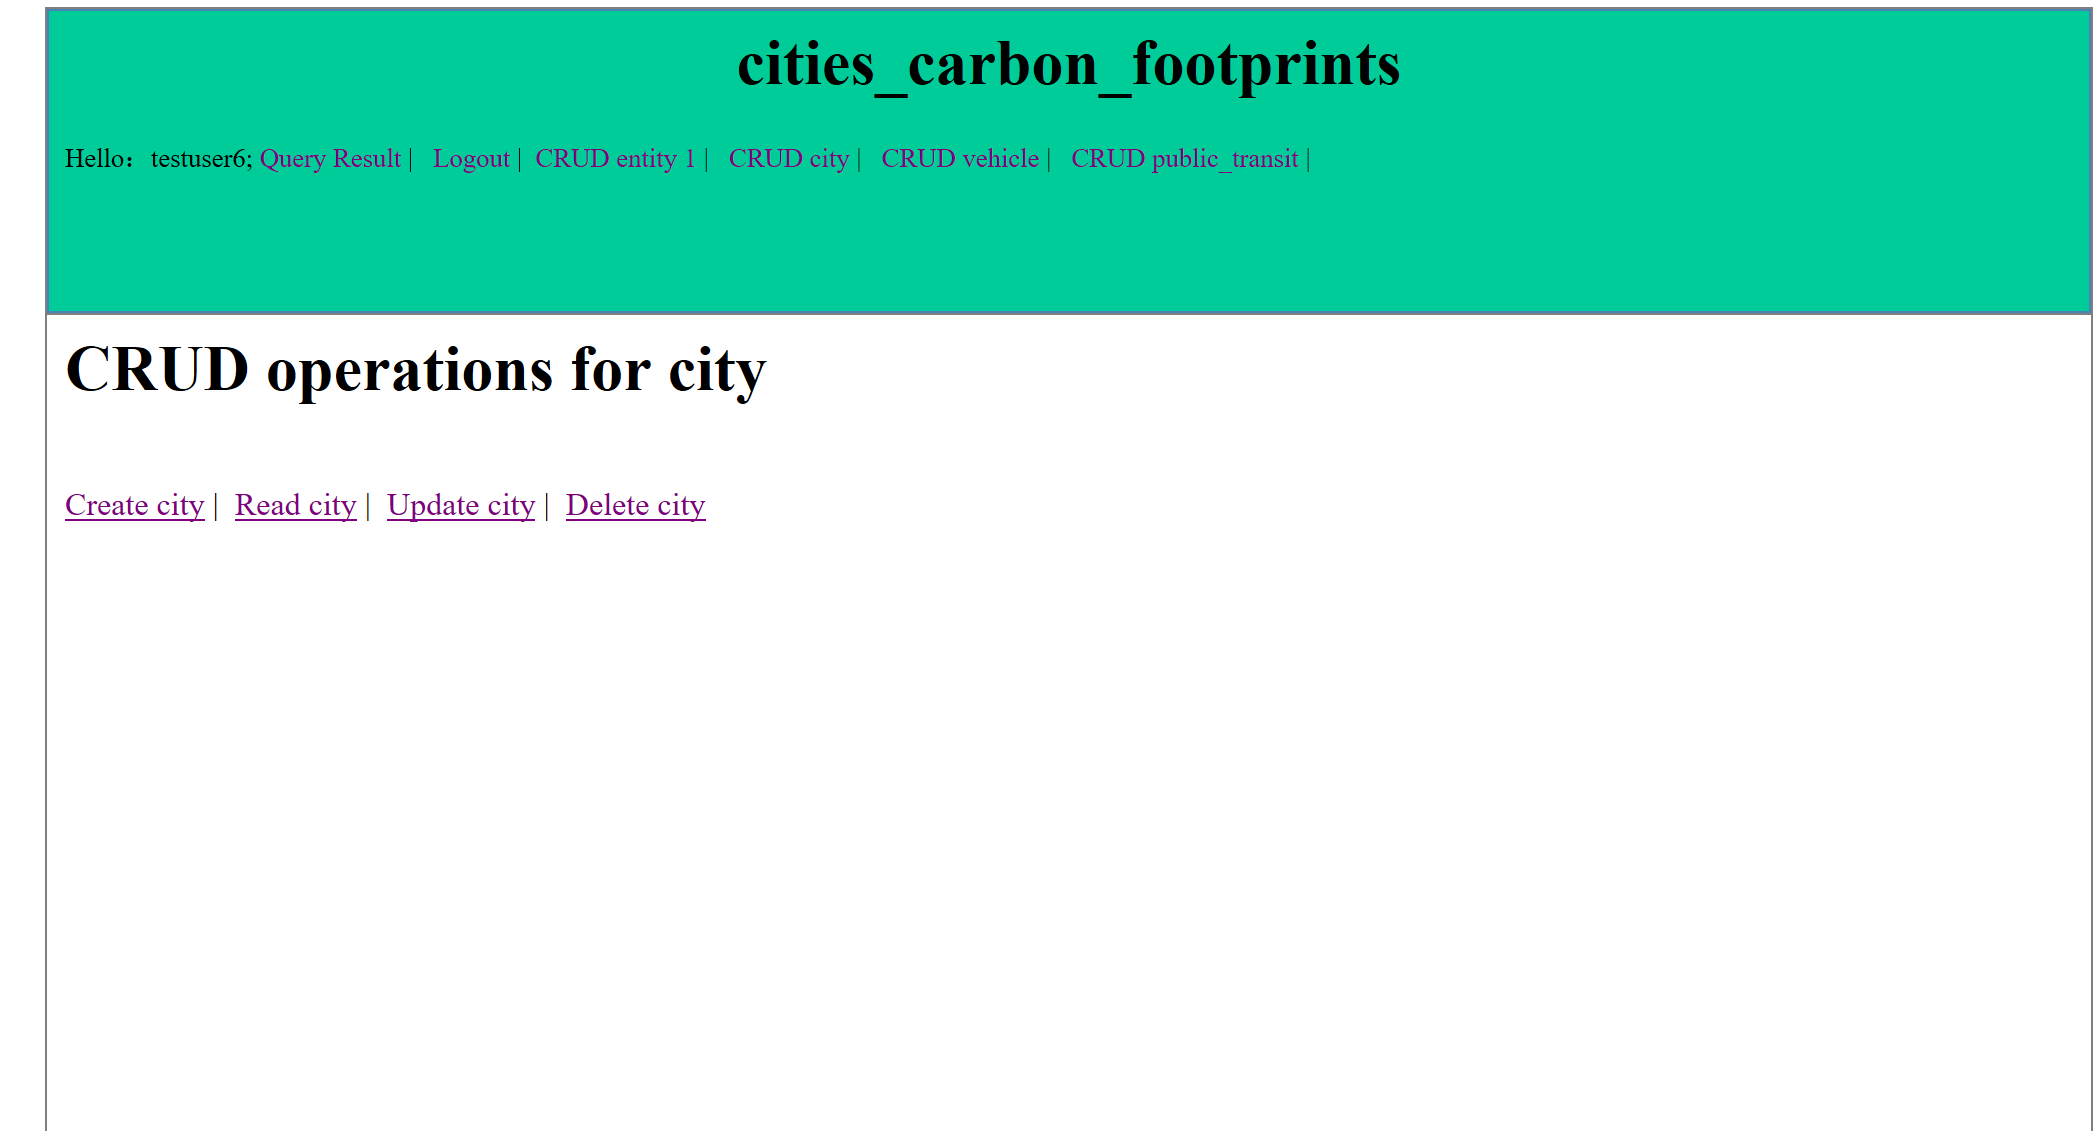 cities_carbon_footprints
Hello：testuser6; Query Result | Logout | CRUD entity 1 | CRUD city | CRUD vehicle | CRUD public_transit |
CRUD operations for city
Create city | Read city | Update city | Delete city